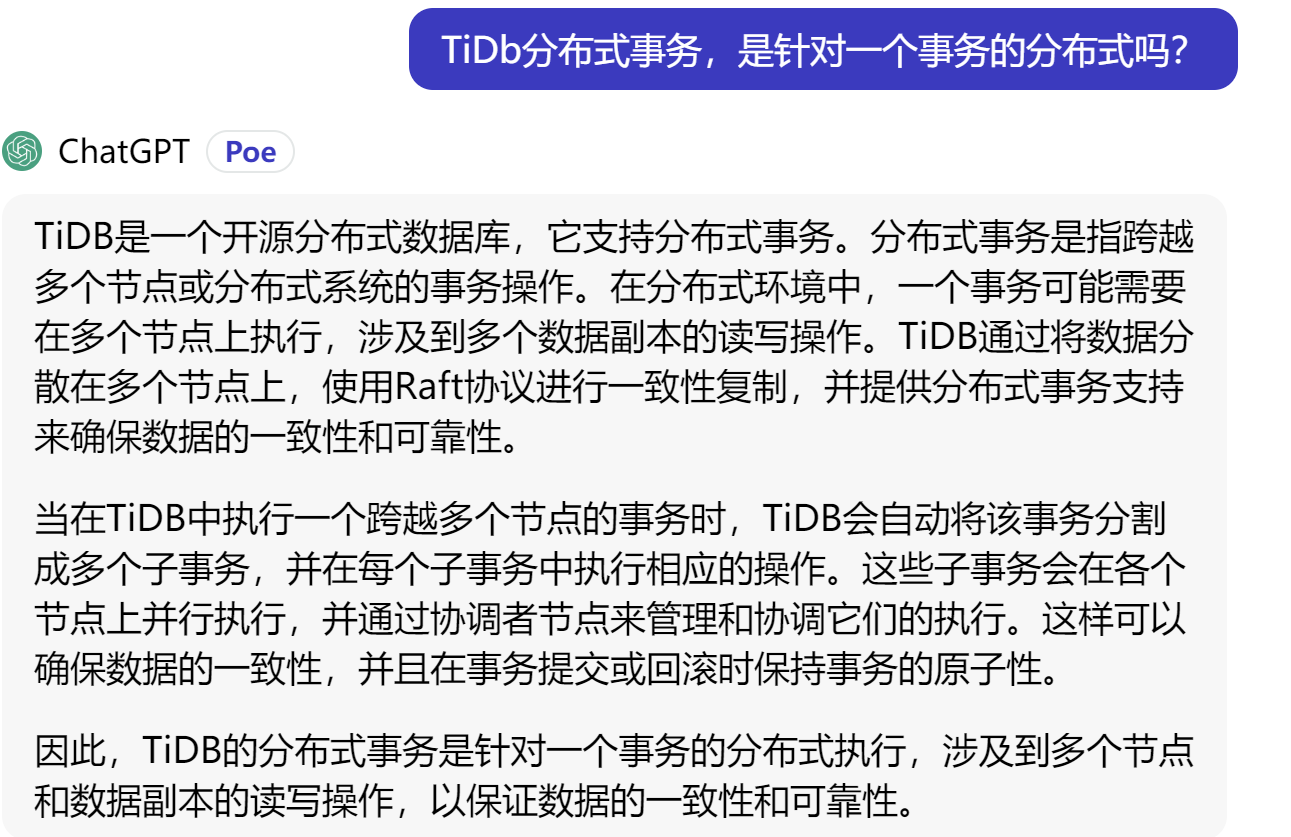 TiDb分布式事务，是针对一个事务的分布式吗？
ChatGPT Poe
TiDB是一个开源分布式数据库，它支持分布式事务。分布式事务是指跨越
多个节点或分布式系统的事务操作。在分布式环境中，一个事务可能需要
在多个节点上执行，涉及到多个数据副本的读写操作。TiDB通过将数据分
散在多个节点上，使用Raft协议进行一致性复制，并提供分布式事务支持
来确保数据的一致性和可靠性。
当在TiDB中执行一个跨越多个节点的事务时，TiDB会自动将该事务分割
成多个子事务，并在每个子事务中执行相应的操作。这些子事务会在各个
节点上并行执行，并通过协调者节点来管理和协调它们的执行。这样可以
确保数据的一致性，并且在事务提交或回滚时保持事务的原子性。
因此，TiDB的分布式事务是针对一个事务的分布式执行，涉及到多个节点
和数据副本的读写操作，以保证数据的一致性和可靠性。